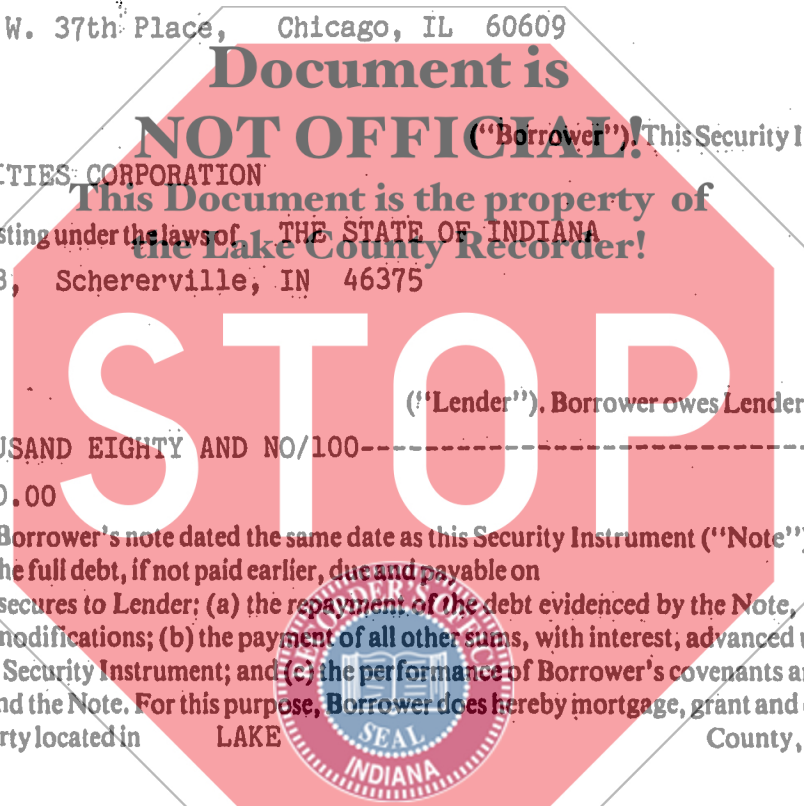 W. 37th Place, Chicago, IL 60609
Document is
NOT OFFICIAL!
("Borrower"). This Security I
TIES CORPORATION
This Document is the property of
sting under the laws of THE STATE OF INDIANA
the Lake County Recorder!
3, Schererville, IN 46375
STOP
("Lender"). Borrower owes Lender
USAND EIGHTY AND NO/100--------------------------------
0.00
Borrower's note dated the same date as this Security Instrument ("Note")
he full debt, if not paid earlier, due and payable on
secures to Lender; (a) the repayment of the debt evidenced by the Note,
modifications; (b) the payment of all other sums, with interest, advanced
Security Instrument; and (c) the performance of Borrower's covenants a
nd the Note. For this purpose, Borrower does hereby mortgage, grant and
rty located in LAKE County,
RECORDER'S OFFICE
SEAL
INDIANA